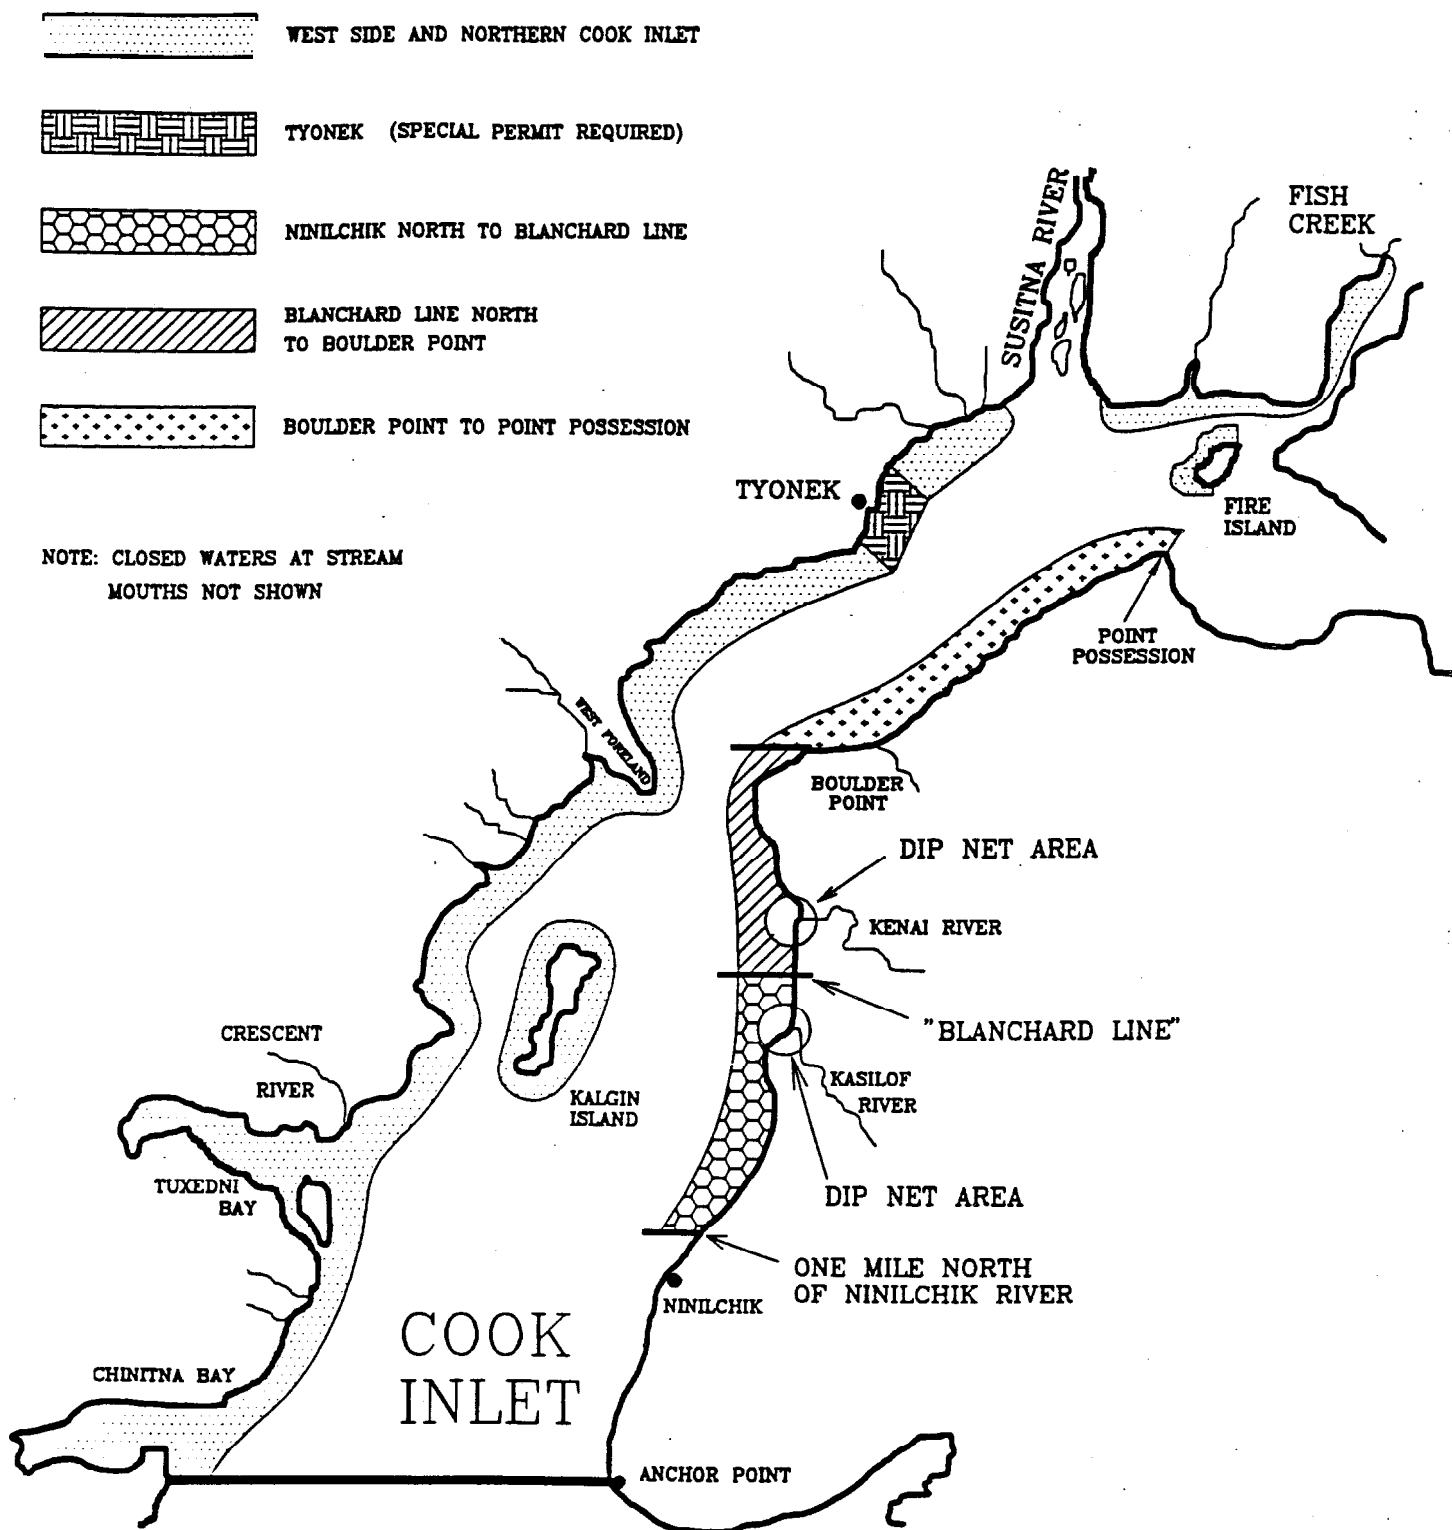 WEST SIDE AND NORTHERN COOK INLET
TYONEK (SPECIAL PERMIT REQUIRED)
NINILCHIK NORTH TO BLANCHARD LINE
BLANCHARD LINE NORTH
TO BOULDER POINT
BOULDER POINT TO POINT POSSESSION
NOTE: CLOSED WATERS AT STREAM
MOUTHS NOT SHOWN
SUSITNA RIVER
FISH
CREEK
TYONEK
FIRE
ISLAND
POINT
POSSESSION
WEST FORELAND
BOULDER
POINT
DIP NET AREA
KENAI RIVER
"BLANCHARD LINE"
CRESCENT
RIVER
KALGIN
ISLAND
KASILOF
RIVER
TUXEDNI
BAY
DIP NET AREA
ONE MILE NORTH
OF NINILCHIK RIVER
NINILCHIK
COOK
INLET
CHINITNA BAY
ANCHOR POINT